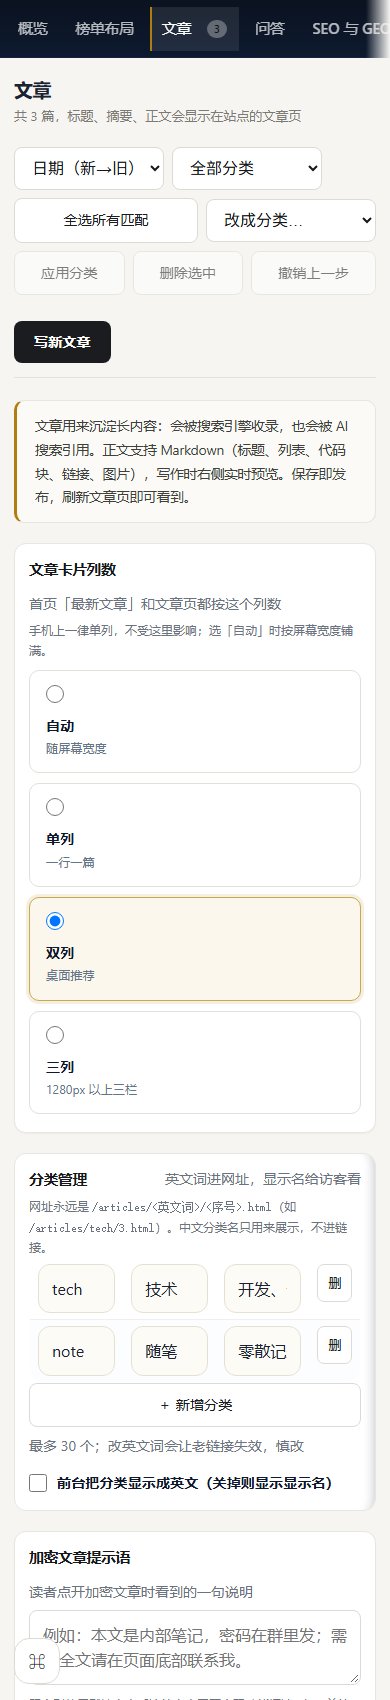 概览 榜单布局 文章 3 问答 SEO 与 GEO
文章
共 3 篇，标题、摘要、正文会显示在站点的文章页
日期（新→旧） 全部分类
全选所有匹配 改成分类…
应用分类 删除选中 撤销上一步
写新文章
文章用来沉淀长内容：会被搜索引擎收录，也会被 AI
搜索引用。正文支持 Markdown（标题、列表、代码
块、链接、图片），写作时右侧实时预览。保存即发
布，刷新文章页即可看到。
文章卡片列数
首页「最新文章」和文章页都按这个列数
手机上一律单列，不受这里影响；选「自动」时按屏幕宽度铺
满。
自动
随屏幕宽度
单列
一行一篇
双列
桌面推荐
三列
1280px 以上三栏
分类管理 英文词进网址，显示名给访客看
网址永远是 /articles/<英文词>/<序号>.html（如
/articles/tech/3.html）。中文分类名只用来展示，不进链
接。
tech 技术 开发、 删
note 随笔 零散记 删
+ 新增分类
最多 30 个；改英文词会让老链接失效，慎改
前台把分类显示成英文（关掉则显示显示名）
加密文章提示语
读者点开加密文章时看到的一句说明
例如：本文是内部笔记，密码在群里发；需
全文请在页面底部联系我。